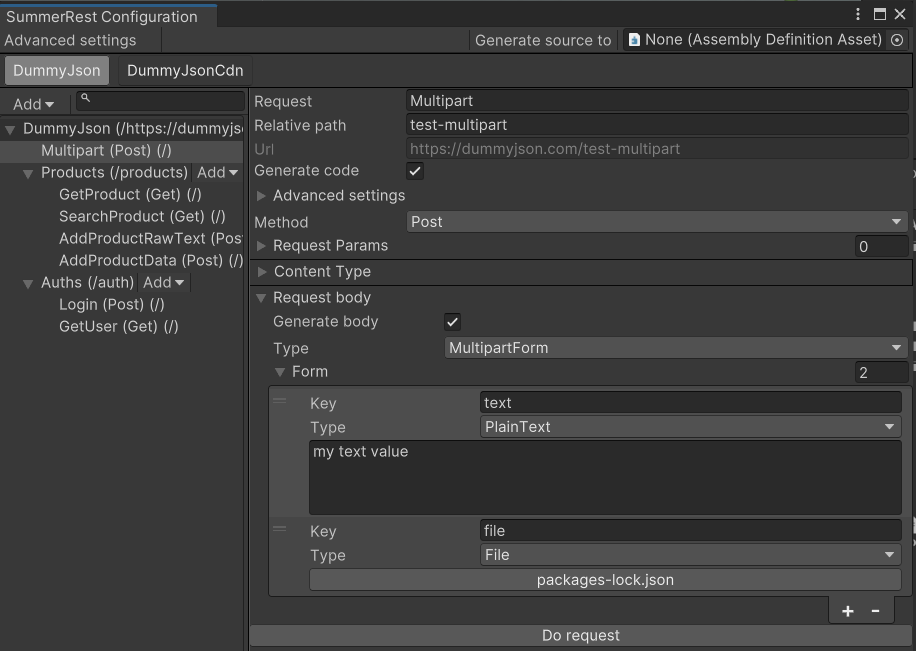 SummerRest Configuration
Advanced settings
Generate source to
None (Assembly Definition Asset)
DummyJson
DummyJsonCdn
Add
DummyJson (/https://dummyjs
Multipart (Post) (/)
Products (/products)
Add
GetProduct (Get) (/)
SearchProduct (Get) (/)
AddProductRawText (Pos
AddProductData (Post) (/)
Auths (/auth)
Add
Login (Post) (/)
GetUser (Get) (/)
Request
Multipart
Relative path
test-multipart
Url
https://dummyjson.com/test-multipart
Generate code
Advanced settings
Method
Post
Request Params
0
Content Type
Request body
Generate body
Type
MultipartForm
Form
2
Key
text
Type
PlainText
my text value
Key
file
Type
File
packages-lock.json
+ -
Do request